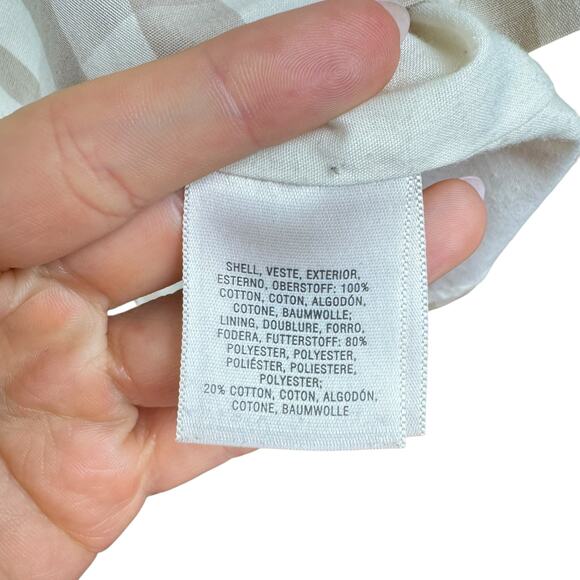 SHELL, VESTE, EXTERIOR,
ESTERNO, OBERSTOFF: 100%
COTTON, COTON, ALGODÓN,
COTONE, BAUMWOLLE;
LINING, DOUBLURE, FORRO,
FODERA, FUTTERSTOFF: 80%
POLYESTER, POLYESTER,
POLIÉSTER, POLIESTERE,
POLYESTER;
20% COTTON, COTON, ALGODÓN,
COTONE, BAUMWOLLE